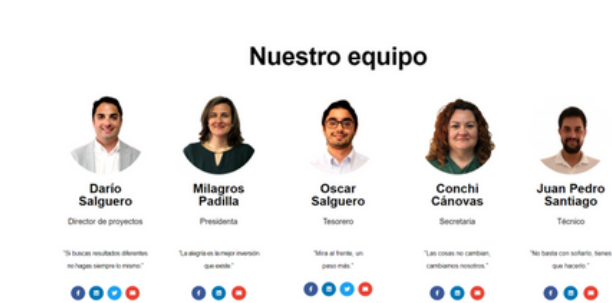 Nuestro equipo
Darío
Salguero
Director de proyectos
"Si buscas resultados diferentes
no hagas siempre lo mismo."
Milagros
Padilla
Presidenta
"La alegría es la mejor inversión
que existe."
Oscar
Salguero
Tesorero
"Mira al frente, un
paso más."
Conchi
Cánovas
Secretaria
"Las cosas no cambian,
cambiamos nosotros."
Juan Pedro
Santiago
Técnico
"No basta con soñarlo, tienes
que hacerlo."